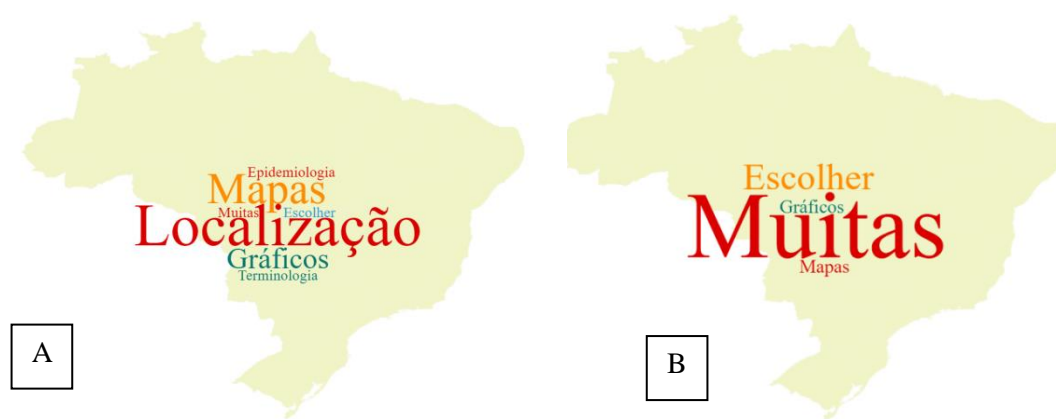 Epidemiologia
Mapas
Muitas Escolher
Localização
Gráficos
Terminologia
A
Escolher
Gráficos
Muitas
Mapas
B